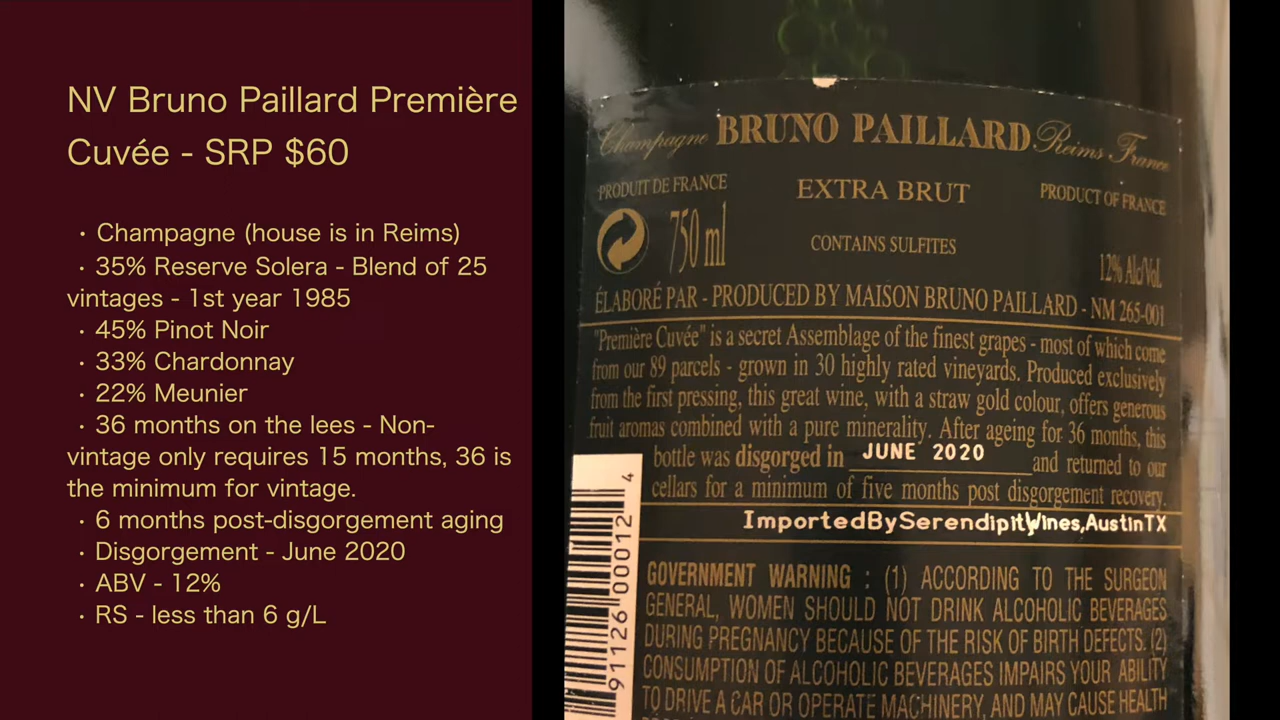 NV Bruno Paillard Première
Cuvée - SRP $60
· Champagne (house is in Reims)
· 35% Reserve Solera - Blend of 25
vintages - 1st year 1985
· 45% Pinot Noir
· 33% Chardonnay
· 22% Meunier
· 36 months on the lees - Non-
vintage only requires 15 months, 36 is
the minimum for vintage.
· 6 months post-disgorgement aging
· Disgorgement - June 2020
· ABV - 12%
· RS - less than 6 g/L
Champagne BRUNO PAILLARD Reims France
PRODUIT DE FRANCE EXTRA BRUT PRODUCT OF FRANCE
750 ml CONTAINS SULFITES 12% Alc/Vol.
ÉLABORÉ PAR - PRODUCED BY MAISON BRUNO PAILLARD - NM 265-001
"Première Cuvée" is a secret Assemblage of the finest grapes - most of which come
from our 89 parcels - grown in 30 highly rated vineyards. Produced exclusively
from the first pressing, this great wine, with a straw gold colour, offers generous
fruit aromas combined with a pure minerality. After ageing for 36 months, this
bottle was disgorged in JUNE 2020 and returned to our
cellars for a minimum of five months post disgorgement recovery.
ImportedBySerendipityWines,AustinTX
GOVERNMENT WARNING : (1) ACCORDING TO THE SURGEON
GENERAL, WOMEN SHOULD NOT DRINK ALCOHOLIC BEVERAGES
DURING PREGNANCY BECAUSE OF THE RISK OF BIRTH DEFECTS. (2)
CONSUMPTION OF ALCOHOLIC BEVERAGES IMPAIRS YOUR ABILITY
TO DRIVE A CAR OR OPERATE MACHINERY, AND MAY CAUSE HEALTH
91126 00012 4